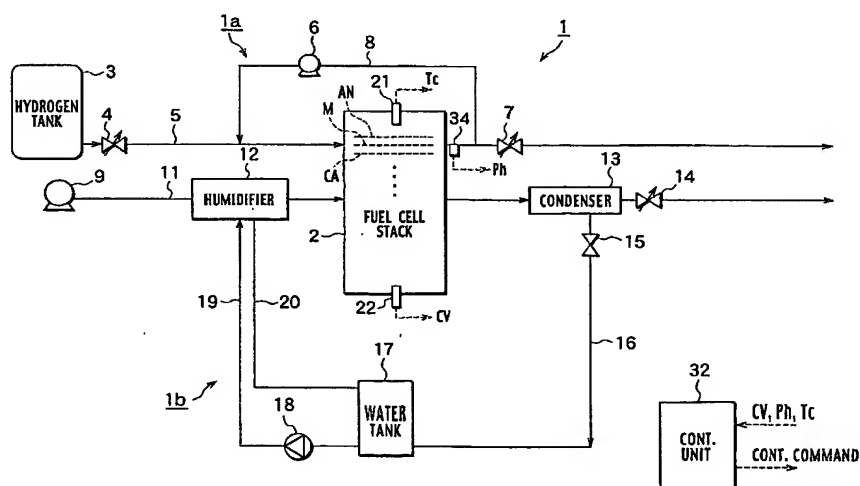 1a
6
8
1
3
21
Tc
HYDROGEN
TANK
4
5
AN
M
34
7
12
CA
Ph
13
14
9
11
HUMIDIFIER
FUEL CELL
STACK
CONDENSER
2
15
19
20
22
CV
16
17
32
1b
18
WATER
TANK
CV, Ph, Tc
CONT.
UNIT
CONT. COMMAND